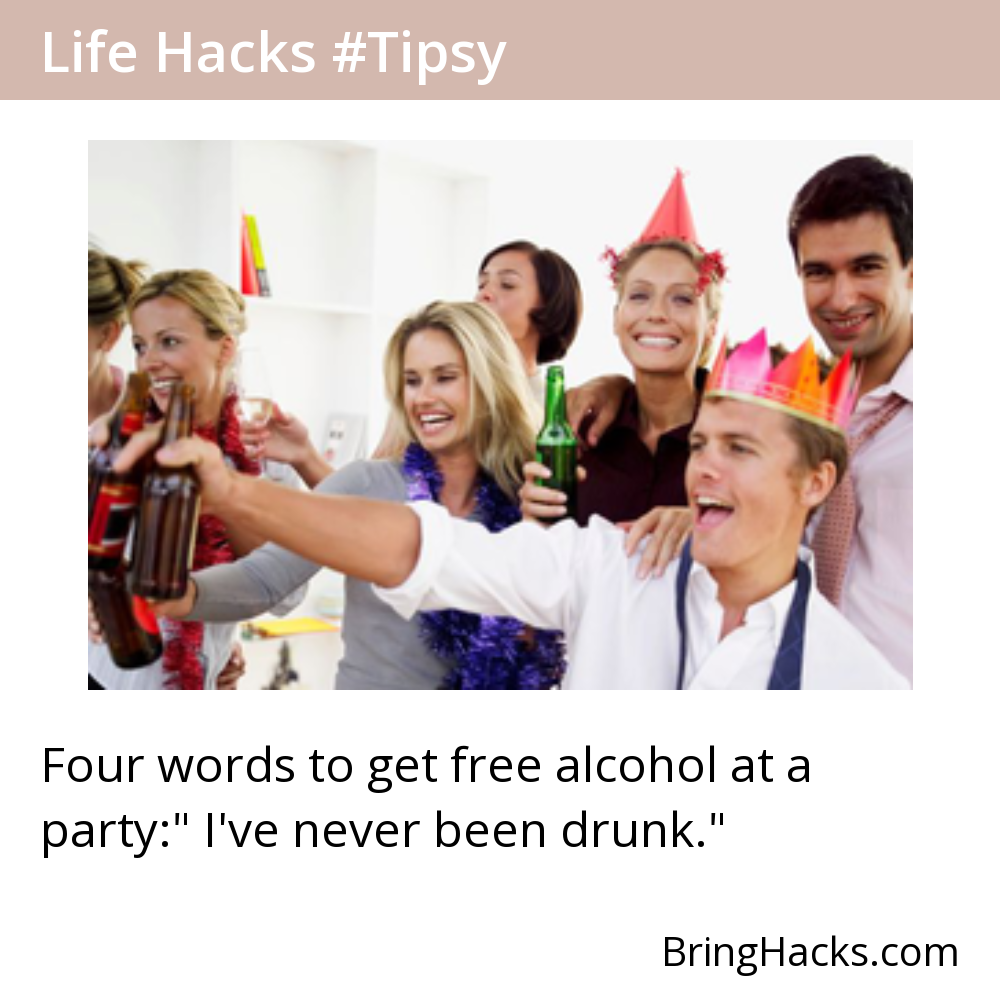 Life Hacks #Tipsy
Four words to get free alcohol at a
party:" I've never been drunk."
BringHacks.com